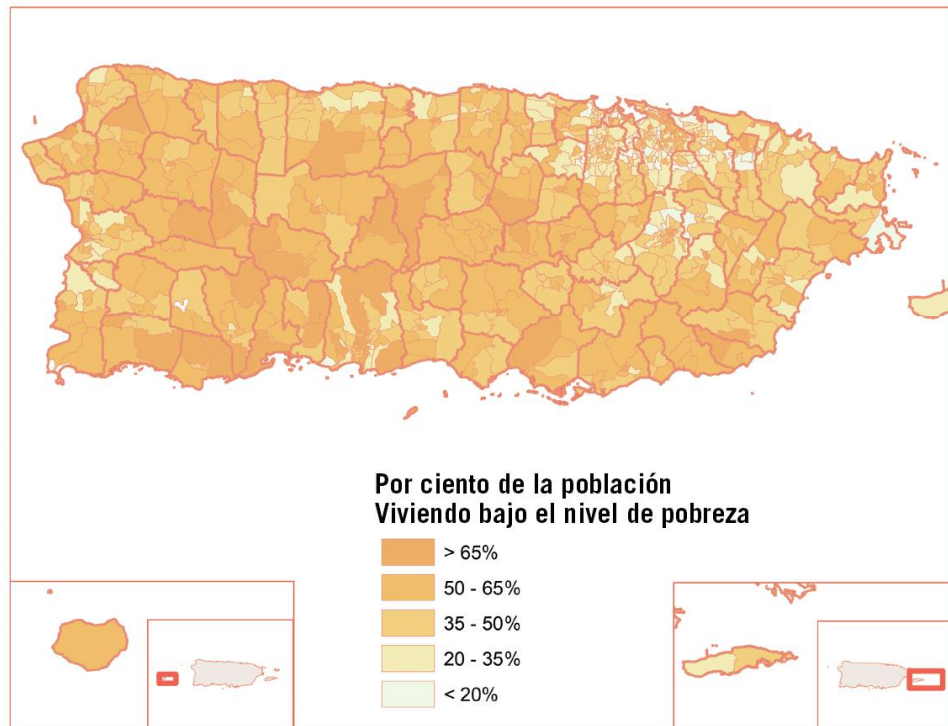 Por ciento de la población
Viviendo bajo el nivel de pobreza
> 65%
50 - 65%
35 - 50%
20 - 35%
< 20%